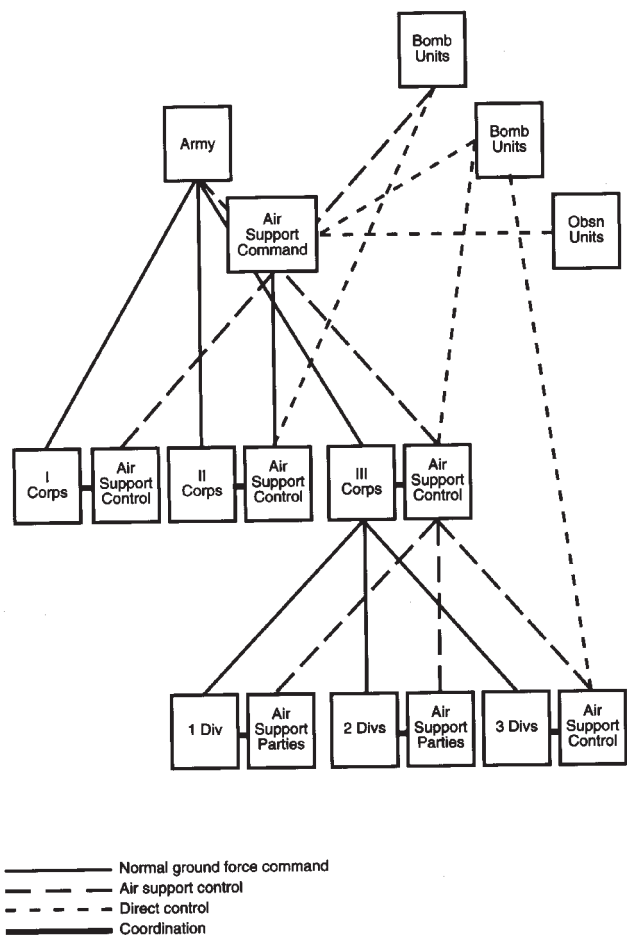 Bomb
Units
Army
Bomb
Units
Air
Support
Command
Obsn
Units
I
Corps
Air
Support
Control
II
Corps
Air
Support
Control
III
Corps
Air
Support
Control
1 Div
Air
Support
Parties
2 Divs
Air
Support
Parties
3 Divs
Air
Support
Control
Normal ground force command
Air support control
Direct control
Coordination